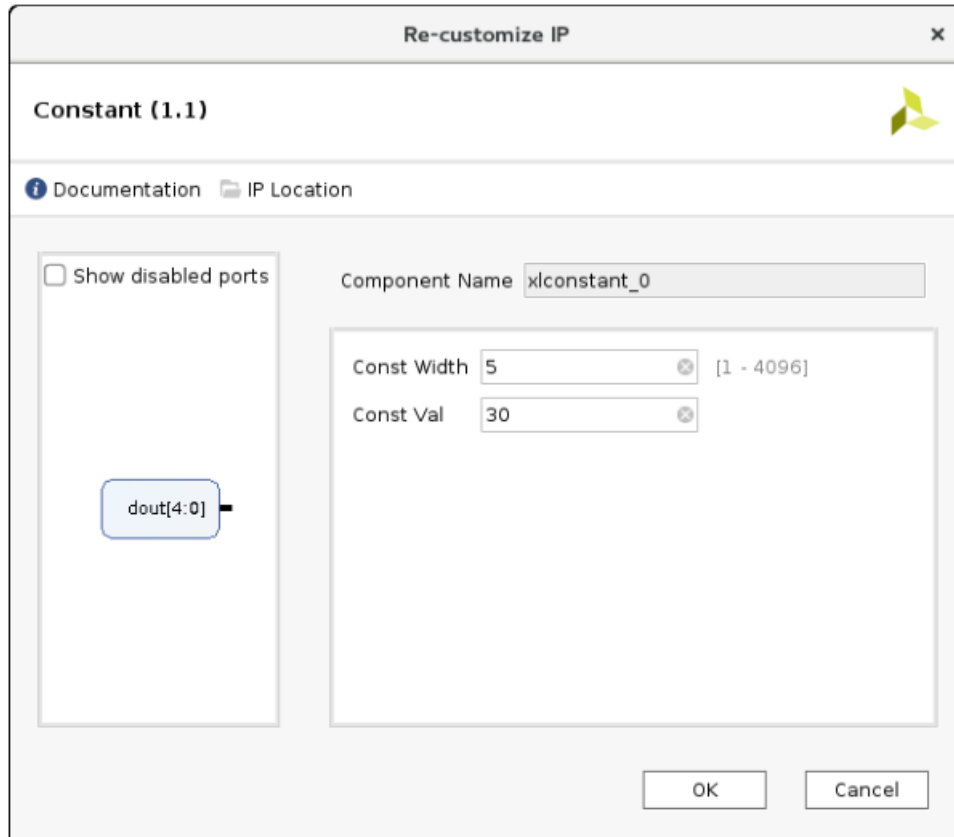 Re-customize IP
Constant (1.1)
Documentation IP Location
Show disabled ports
Component Name xlconstant_0
Const Width 5 [1 - 4096]
Const Val 30
dout[4:0]
OK Cancel